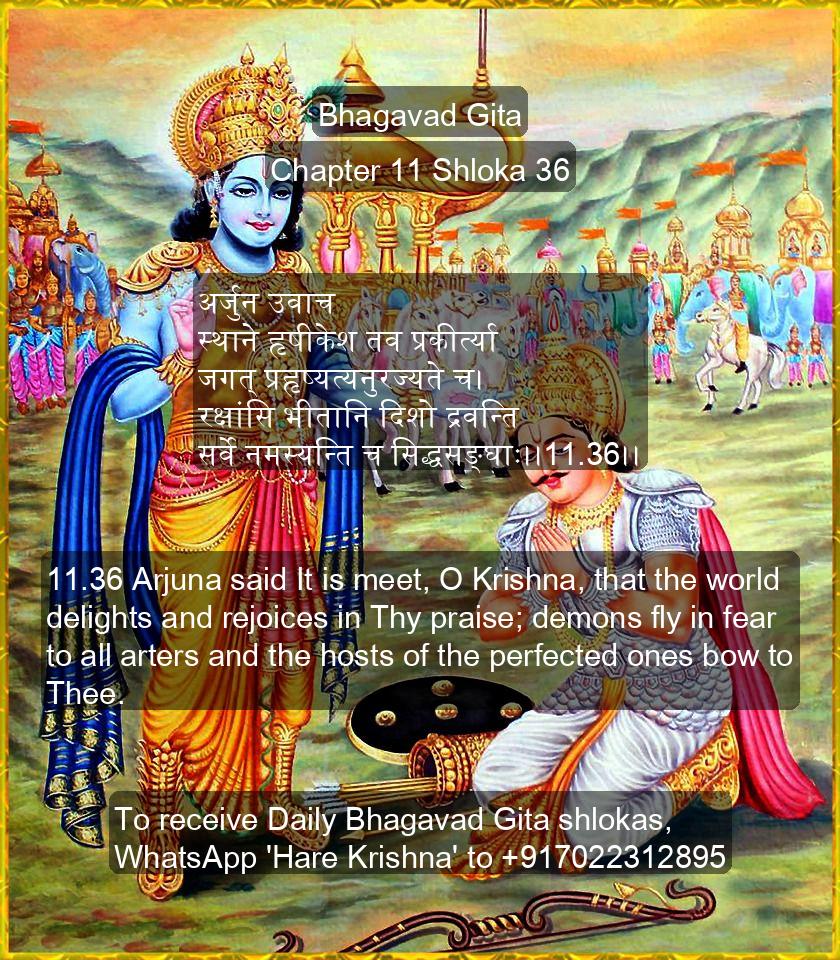 Bhagavad Gita
Chapter 11 Shloka 36
अर्जुन उवाच
स्थाने हृषीकेश तव प्रकीर्त्या
जगत् प्रहृष्यत्यनुरज्यते च।
रक्षांसि भीतानि दिशो द्रवन्ति
सर्वे नमस्यन्ति च सिद्धसङ्घाः।।11.36।।
11.36 Arjuna said It is meet, O Krishna, that the world
delights and rejoices in Thy praise; demons fly in fear
to all arters and the hosts of the perfected ones bow to
Thee.
To receive Daily Bhagavad Gita shlokas,
WhatsApp 'Hare Krishna' to +917022312895